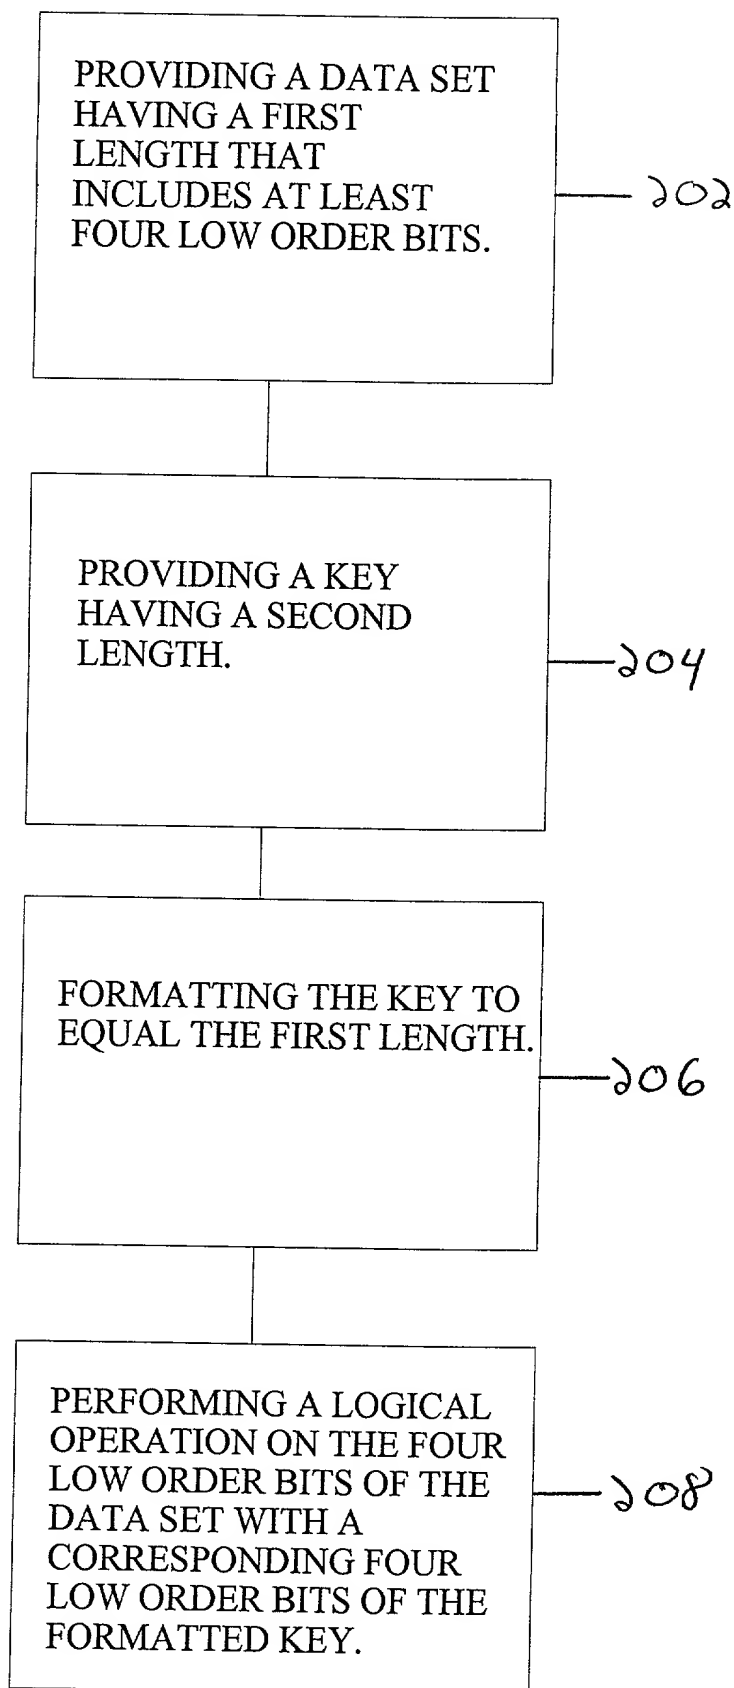 PROVIDING A DATA SET
HAVING A FIRST
LENGTH THAT
INCLUDES AT LEAST
FOUR LOW ORDER BITS.
202
PROVIDING A KEY
HAVING A SECOND
LENGTH.
204
FORMATTING THE KEY TO
EQUAL THE FIRST LENGTH.
206
PERFORMING A LOGICAL
OPERATION ON THE FOUR
LOW ORDER BITS OF THE
DATA SET WITH A
CORRESPONDING FOUR
LOW ORDER BITS OF THE
FORMATTED KEY.
208